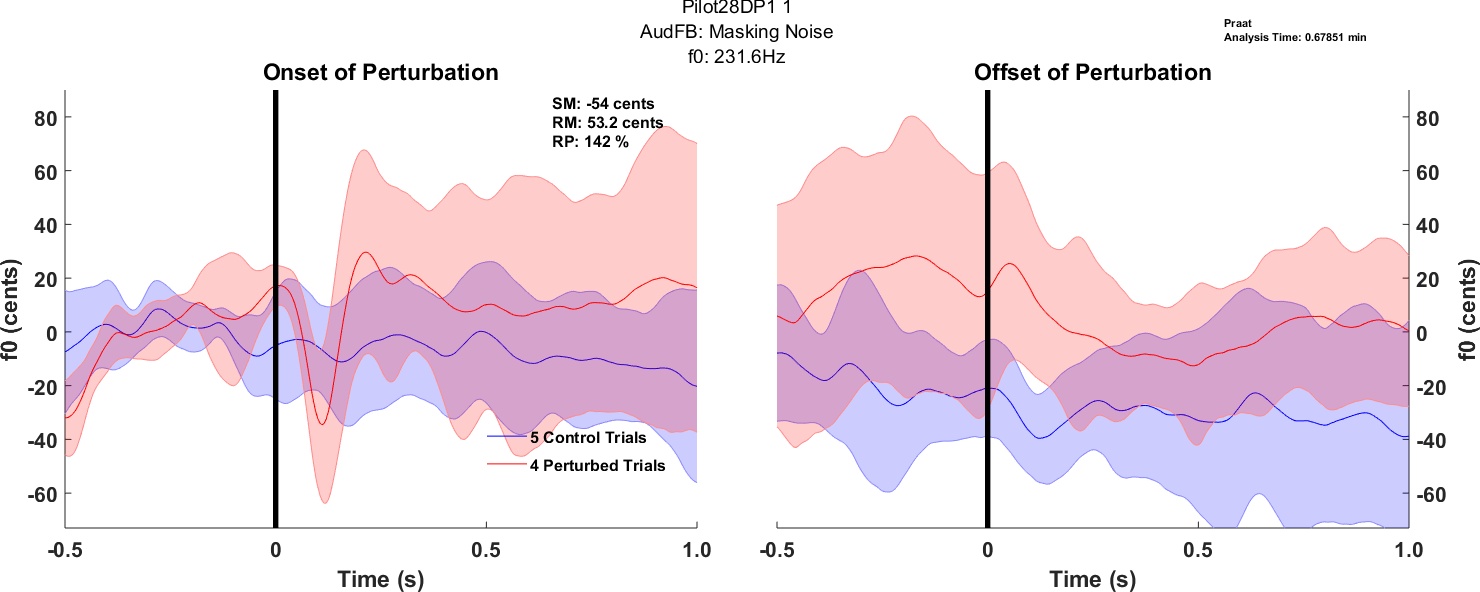 Pilot28DP1 1
AudFB: Masking Noise
f0: 231.6Hz
Praat
Analysis Time: 0.67851 min
Onset of Perturbation
SM: -54 cents
RM: 53.2 cents
RP: 142 %
80
60
40
20
0
-20
-40
-60
f0 (cents)
5 Control Trials
4 Perturbed Trials
-0.5
0
0.5
1.0
Time (s)
Offset of Perturbation
80
60
40
20
0
-20
-40
-60
f0 (cents)
-0.5
0
0.5
1.0
Time (s)